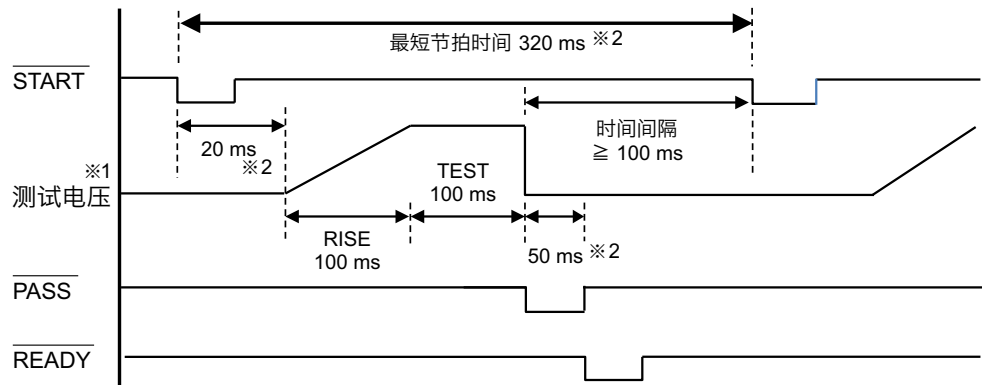 最短节拍时间 320 ms ※2
START
20 ms
※2
时间间隔
≧ 100 ms
※1
测试电压
TEST
100 ms
RISE
100 ms
50 ms ※2
PASS
READY